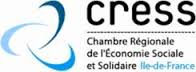 cress
Chambre Régionale
de l'Économie Sociale
et Solidaire Ile-de-France